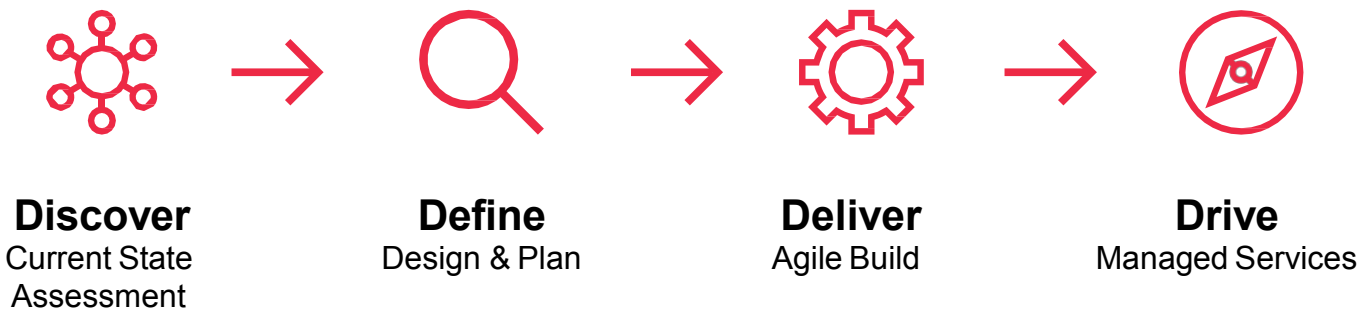 Discover
Current State
Assessment
Define
Design & Plan
Deliver
Agile Build
Drive
Managed Services